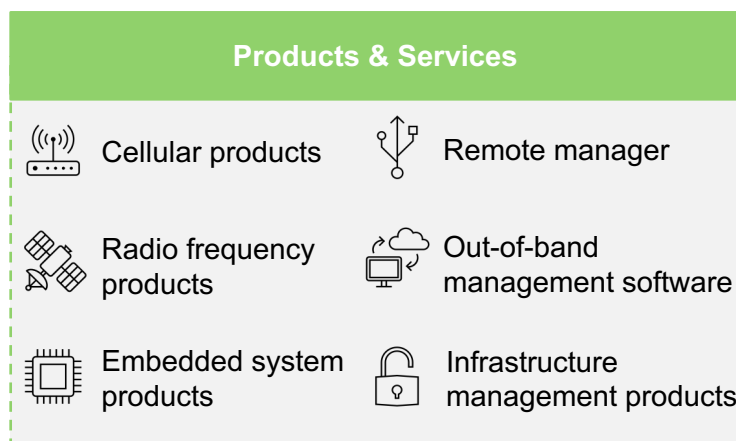 Products & Services
Cellular products
Remote manager
Radio frequency
products
Out-of-band
management software
Embedded system
products
Infrastructure
management products